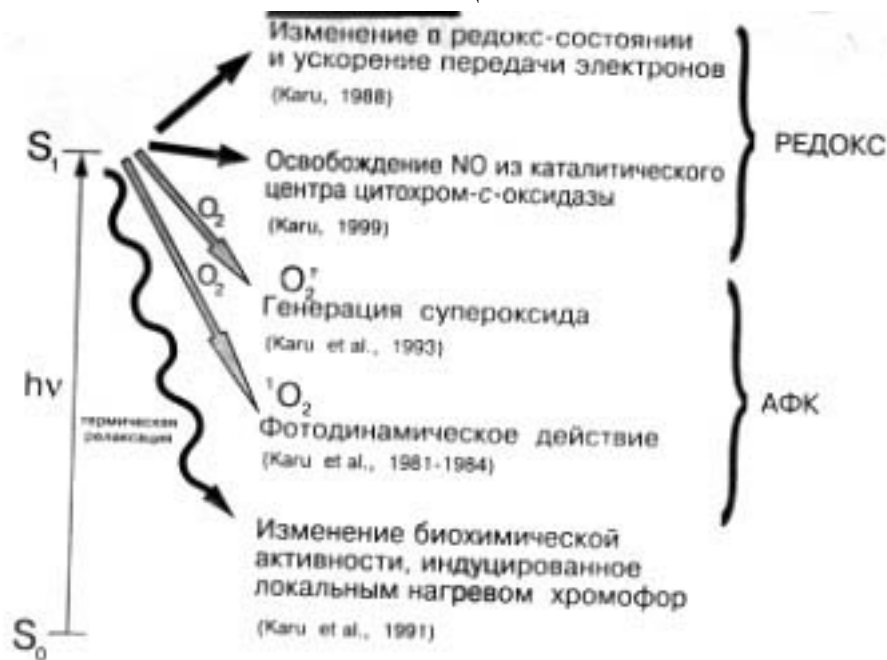 Изменение в редокс-состоянии
и ускорение передачи электронов
(Karu, 1988)
S₁
РЕДОКС
Освобождение NO из каталитического
центра цитохром-с-оксидазы
(Karu, 1999)
O₂
O₂
O₂⁻
Генерация супероксида
(Karu et al., 1993)
hν
¹O₂
АФК
термическая
релаксация
Фотодинамическое действие
(Karu et al., 1981-1984)
Изменение биохимической
активности, индуцированное
локальным нагревом хромофор
(Karu et al., 1991)
S₀